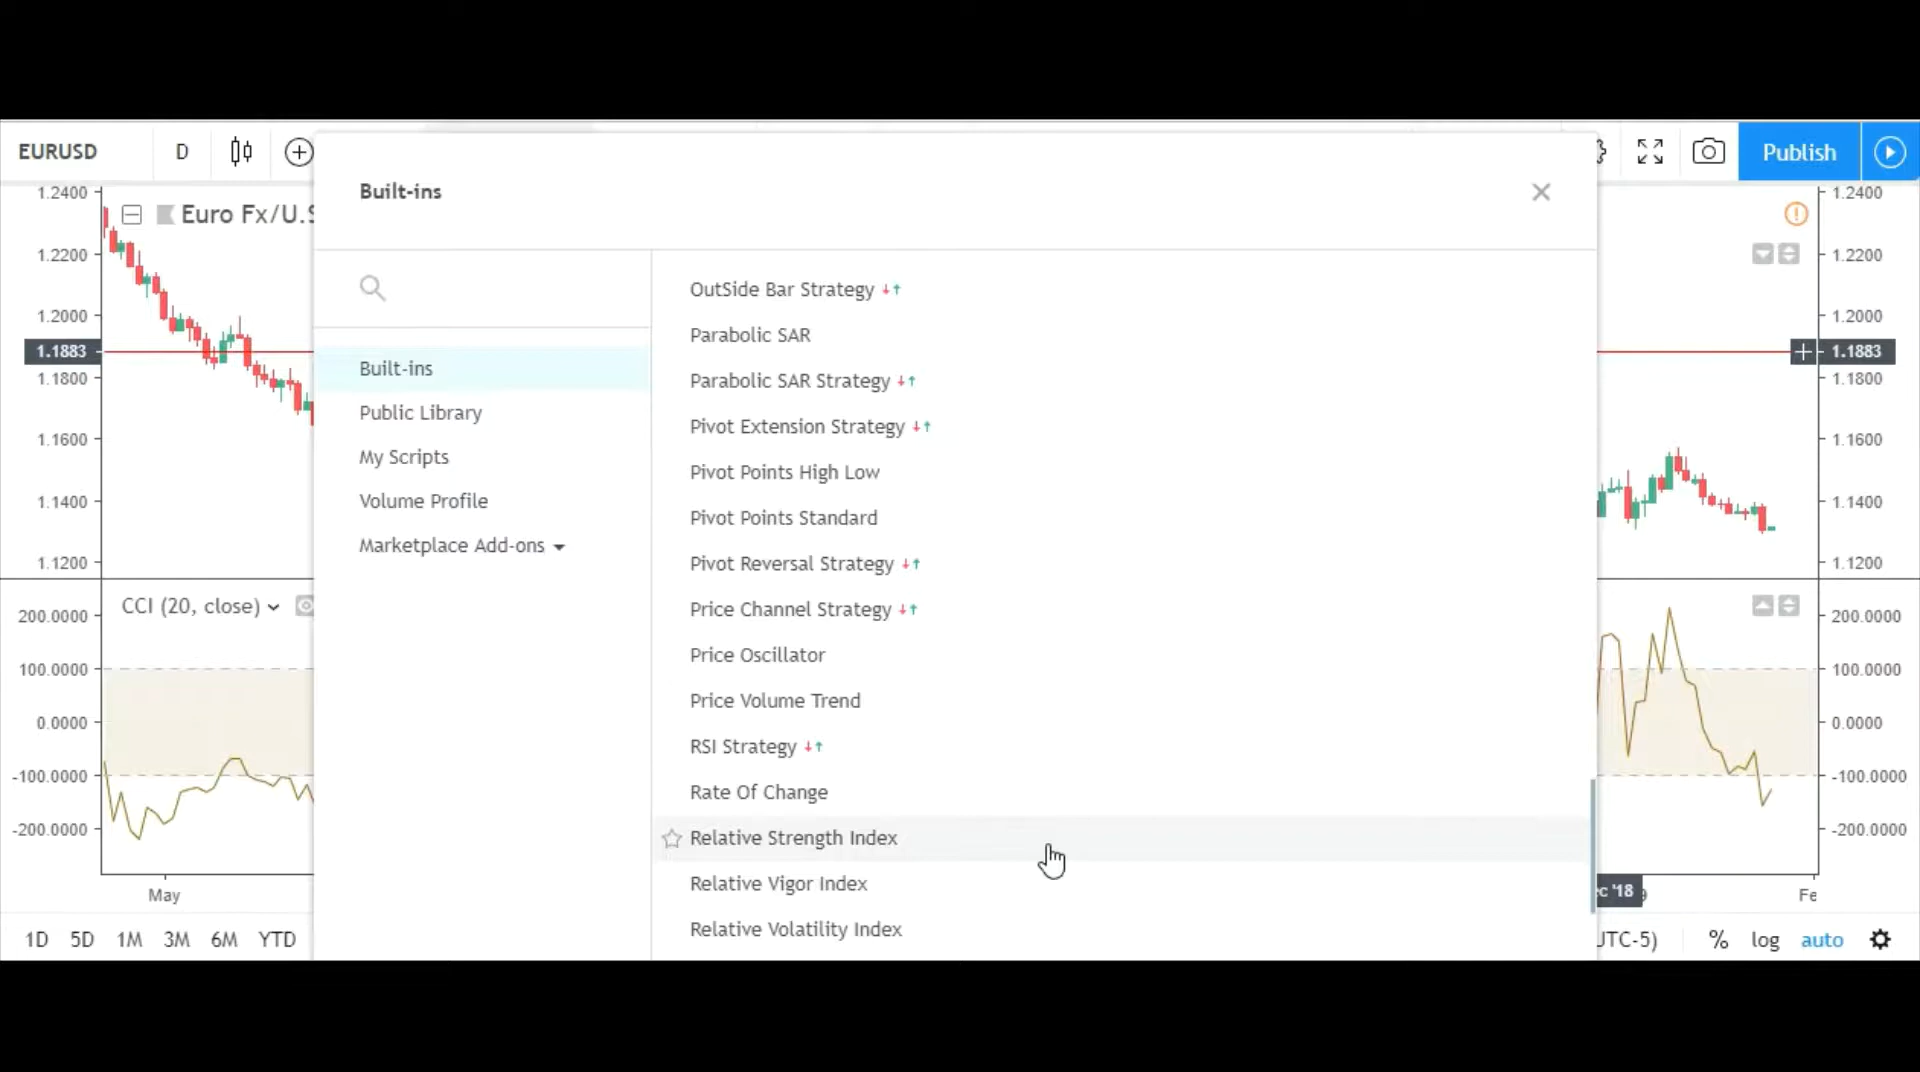 EURUSD
D
Publish
Built-ins
Euro Fx/U.S
1.2400
1.2200
1.2000
1.1883
1.1800
1.1600
1.1400
1.1200
Built-ins
Public Library
My Scripts
Volume Profile
Marketplace Add-ons
OutSide Bar Strategy
Parabolic SAR
Parabolic SAR Strategy
Pivot Extension Strategy
Pivot Points High Low
Pivot Points Standard
Pivot Reversal Strategy
Price Channel Strategy
Price Oscillator
Price Volume Trend
RSI Strategy
Rate Of Change
Relative Strength Index
Relative Vigor Index
Relative Volatility Index
1.2400
1.2200
1.2000
1.1883
1.1800
1.1600
1.1400
1.1200
CCI (20, close)
200.0000
100.0000
0.0000
-100.0000
-200.0000
200.0000
100.0000
0.0000
-100.0000
-200.0000
May
c '18
Fe
1D 5D 1M 3M 6M YTD
UTC-5) % log auto